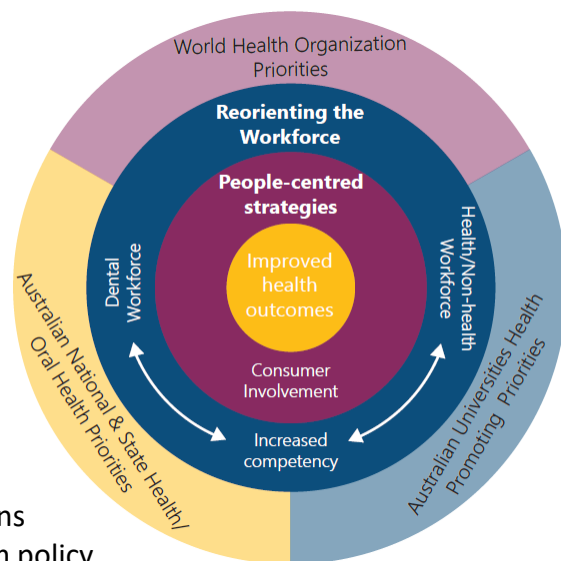 World Health Organization
Priorities
Reorienting the
Workforce
People-centred
strategies
Improved
health
outcomes
Dental
Workforce
Health/Non-health
Workforce
Consumer
Involvement
Increased
competency
Australian National & State Health/
Oral Health Priorities
Australian Universities Health
Promoting Priorities
policy